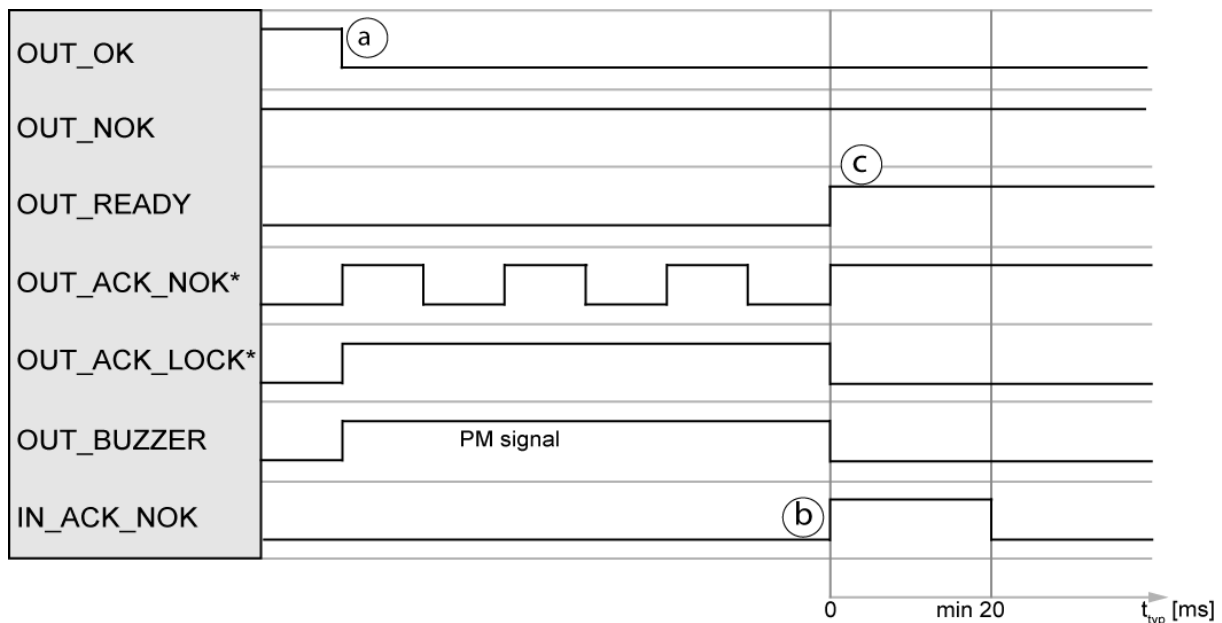 OUT_OK
a
OUT_NOK
c
OUT_READY
OUT_ACK_NOK*
OUT_ACK_LOCK*
OUT_BUZZER
PM signal
IN_ACK_NOK
b
0 min 20 t_typ [ms]